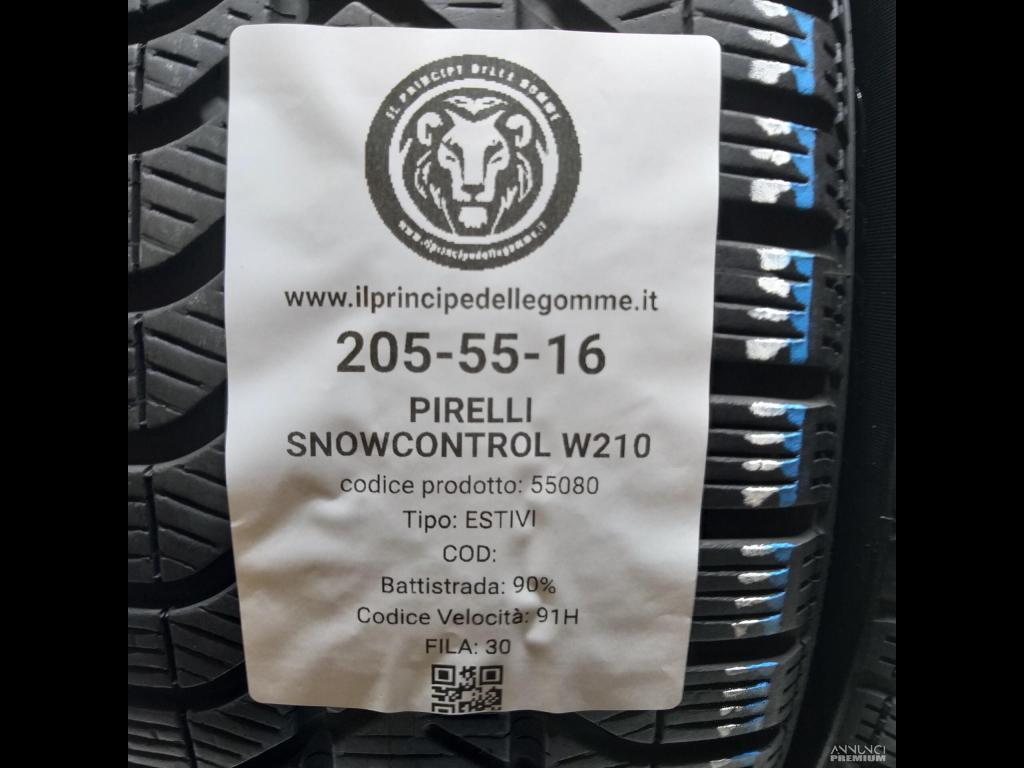 IL PRINCIPE DELLE GOMME
www.ilprincipedellegomme.it
www.ilprincipedellegomme.it
205-55-16
PIRELLI
SNOWCONTROL W210
codice prodotto: 55080
Tipo: ESTIVI
COD:
Battistrada: 90%
Codice Velocità: 91H
FILA: 30
ANNUNCI
PREMIUM